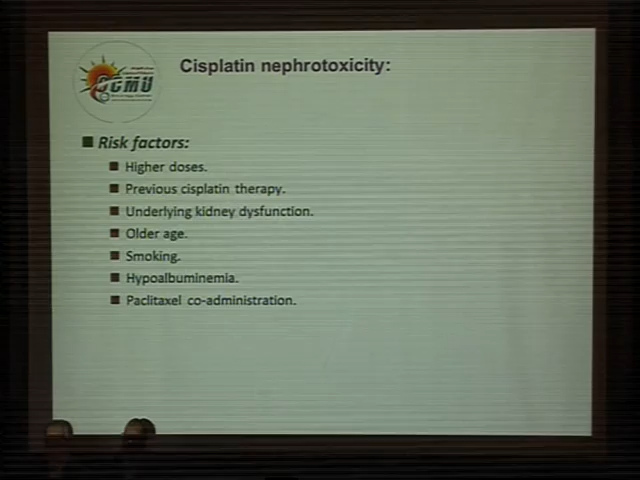 OCMU
Cisplatin nephrotoxicity:
Risk factors:
Higher doses.
Previous cisplatin therapy.
Underlying kidney dysfunction.
Older age.
Smoking.
Hypoalbuminemia.
Paclitaxel co-administration.